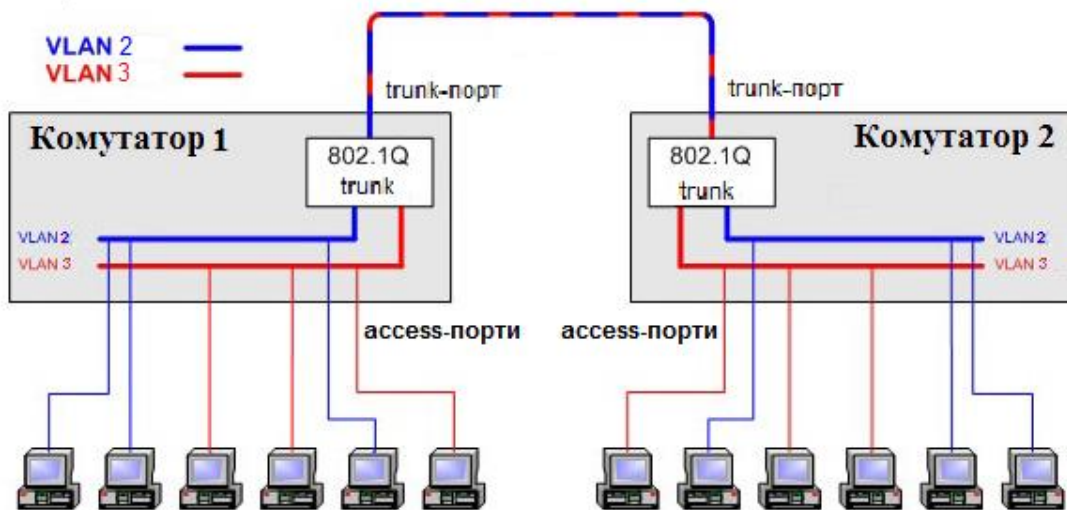 VLAN 2
VLAN 3
trunk-порт
trunk-порт
Комутатор 1
Комутатор 2
802.1Q
trunk
802.1Q
trunk
VLAN 2
VLAN 3
VLAN 2
VLAN 3
access-порти
access-порти